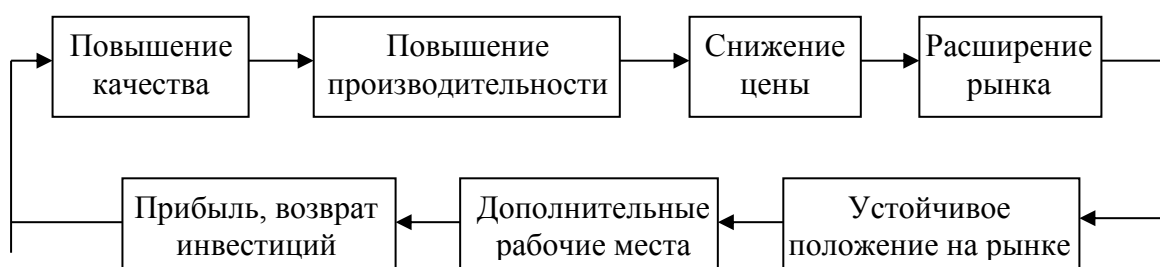 Повышение
качества
Повышение
производительности
Снижение
цены
Расширение
рынка
Прибыль, возврат
инвестиций
Дополнительные
рабочие места
Устойчивое
положение на рынке